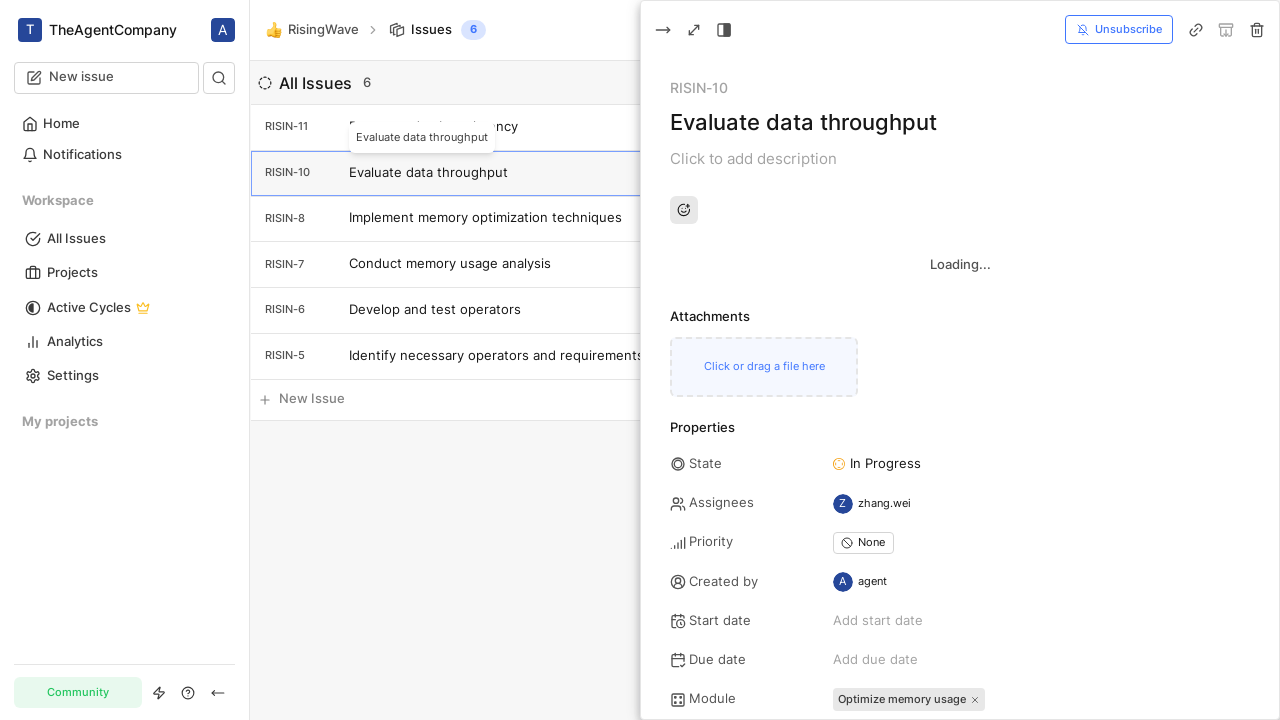 T TheAgentCompany A
New issue
Home
Notifications
Workspace
All Issues
Projects
Active Cycles
Analytics
Settings
My projects
Community
RisingWave Issues 6
All Issues 6
RISIN-11
Evaluate data throughput
RISIN-10 Evaluate data throughput
RISIN-8 Implement memory optimization techniques
RISIN-7 Conduct memory usage analysis
RISIN-6 Develop and test operators
RISIN-5 Identify necessary operators and requirements
New Issue
Unsubscribe
RISIN-10
Evaluate data throughput
Click to add description
Loading...
Attachments
Click or drag a file here
Properties
State In Progress
Assignees Z zhang.wei
Priority None
Created by A agent
Start date Add start date
Due date Add due date
Module Optimize memory usage